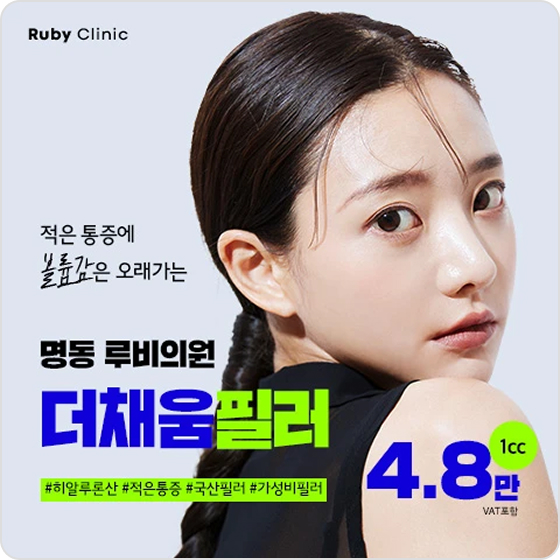 Ruby Clinic
적은 통증에
볼륨감은 오래가는
명동 루비의원
더채움필러
#히알루론산 #적은통증 #국산필러 #가성비필러
1cc
4.8만
VAT포함